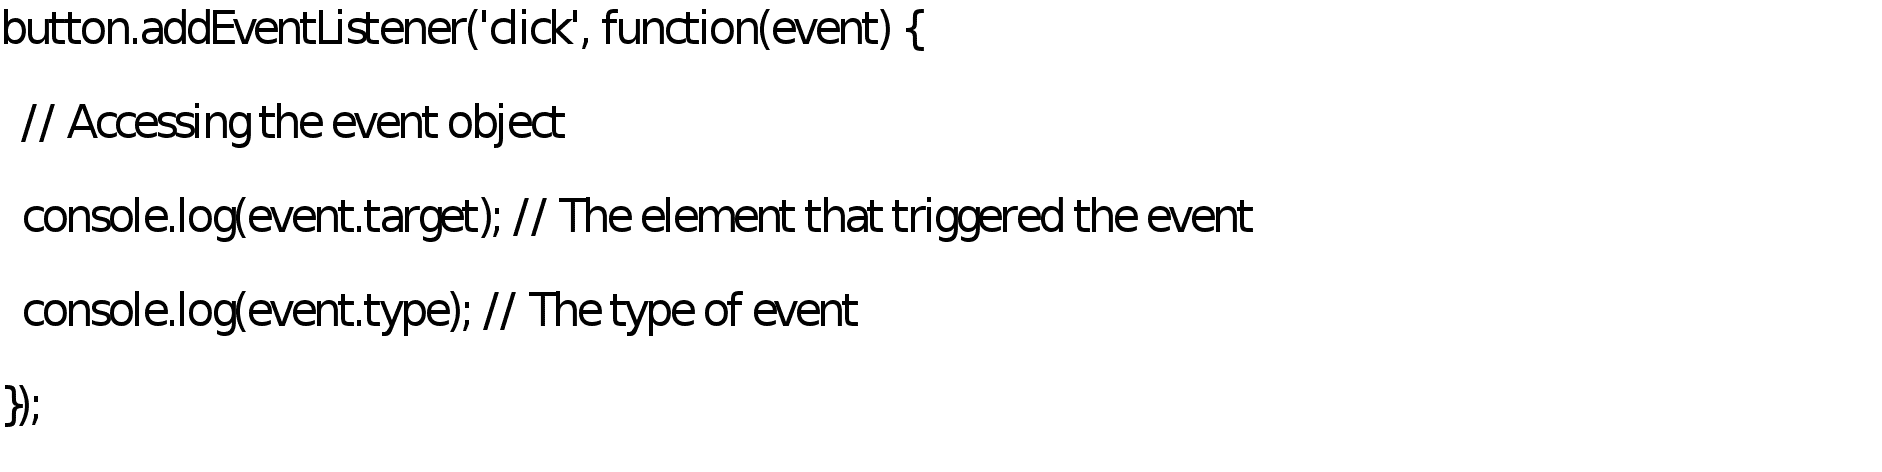 button.addEventListener('click', function(event) {
// Accessing the event object
console.log(event.target); // The element that triggered the event
console.log(event.type); // The type of event
});